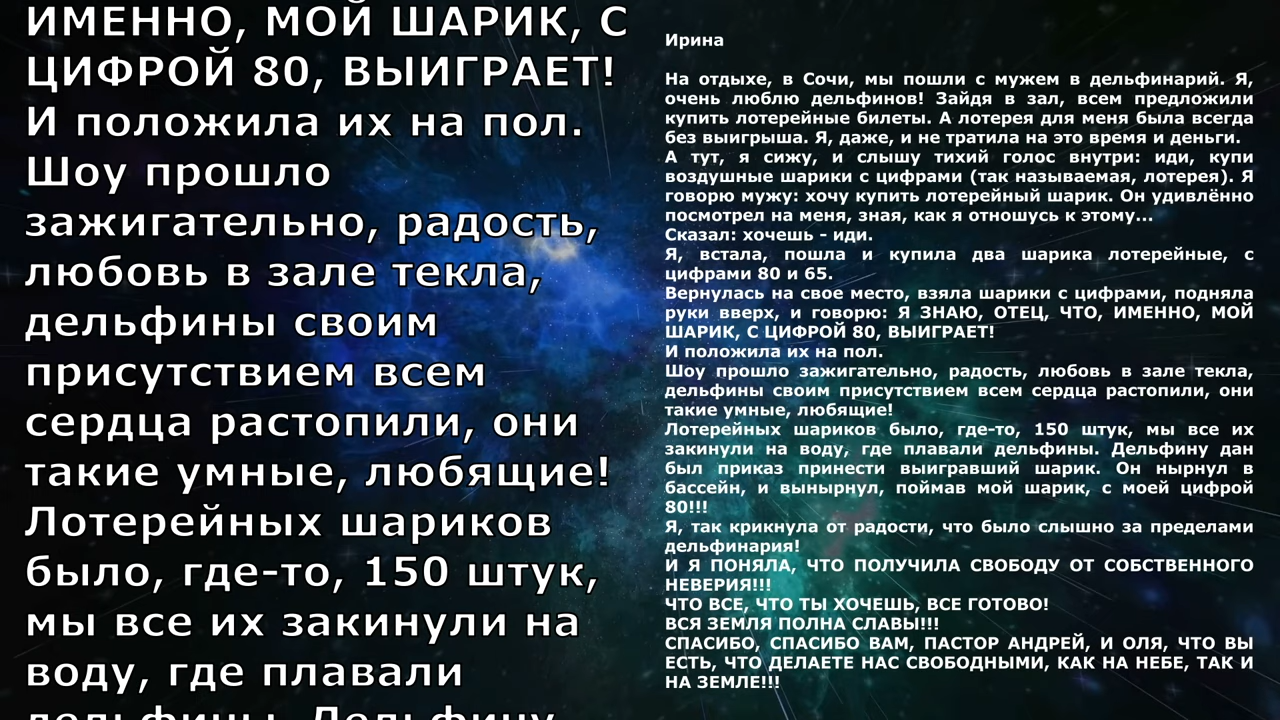 ИМЕННО, МОЙ ШАРИК, С
ЦИФРОЙ 80, ВЫИГРАЕТ!
И положила их на пол.
Шоу прошло
зажигательно, радость,
любовь в зале текла,
дельфины своим
присутствием всем
сердца растопили, они
такие умные, любящие!
Лотерейных шариков
было, где-то, 150 штук,
мы все их закинули на
воду, где плавали
дельфины. Дельфину
Ирина
На отдыхе, в Сочи, мы пошли с мужем в дельфинарий. Я,
очень люблю дельфинов! Зайдя в зал, всем предложили
купить лотерейные билеты. А лотерея для меня была всегда
без выигрыша. Я, даже, и не тратила на это время и деньги.
А тут, я сижу, и слышу тихий голос внутри: иди, купи
воздушные шарики с цифрами (так называемая, лотерея). Я
говорю мужу: хочу купить лотерейный шарик. Он удивлённо
посмотрел на меня, зная, как я отношусь к этому...
Сказал: хочешь - иди.
Я, встала, пошла и купила два шарика лотерейные, с
цифрами 80 и 65.
Вернулась на свое место, взяла шарики с цифрами, подняла
руки вверх, и говорю: Я ЗНАЮ, ОТЕЦ, ЧТО, ИМЕННО, МОЙ
ШАРИК, С ЦИФРОЙ 80, ВЫИГРАЕТ!
И положила их на пол.
Шоу прошло зажигательно, радость, любовь в зале текла,
дельфины своим присутствием всем сердца растопили, они
такие умные, любящие!
Лотерейных шариков было, где-то, 150 штук, мы все их
закинули на воду, где плавали дельфины. Дельфину дан
был приказ принести выигравший шарик. Он нырнул в
бассейн, и вынырнул, поймав мой шарик, с моей цифрой
80!!!
Я, так крикнула от радости, что было слышно за пределами
дельфинария!
И Я ПОНЯЛА, ЧТО ПОЛУЧИЛА СВОБОДУ ОТ СОБСТВЕННОГО
НЕВЕРИЯ!!!
ЧТО ВСЕ, ЧТО ТЫ ХОЧЕШЬ, ВСЕ ГОТОВО!
ВСЯ ЗЕМЛЯ ПОЛНА СЛАВЫ!!!
СПАСИБО, СПАСИБО ВАМ, ПАСТОР АНДРЕЙ, И ОЛЯ, ЧТО ВЫ
ЕСТЬ, ЧТО ДЕЛАЕТЕ НАС СВОБОДНЫМИ, КАК НА НЕБЕ, ТАК И
НА ЗЕМЛЕ!!!